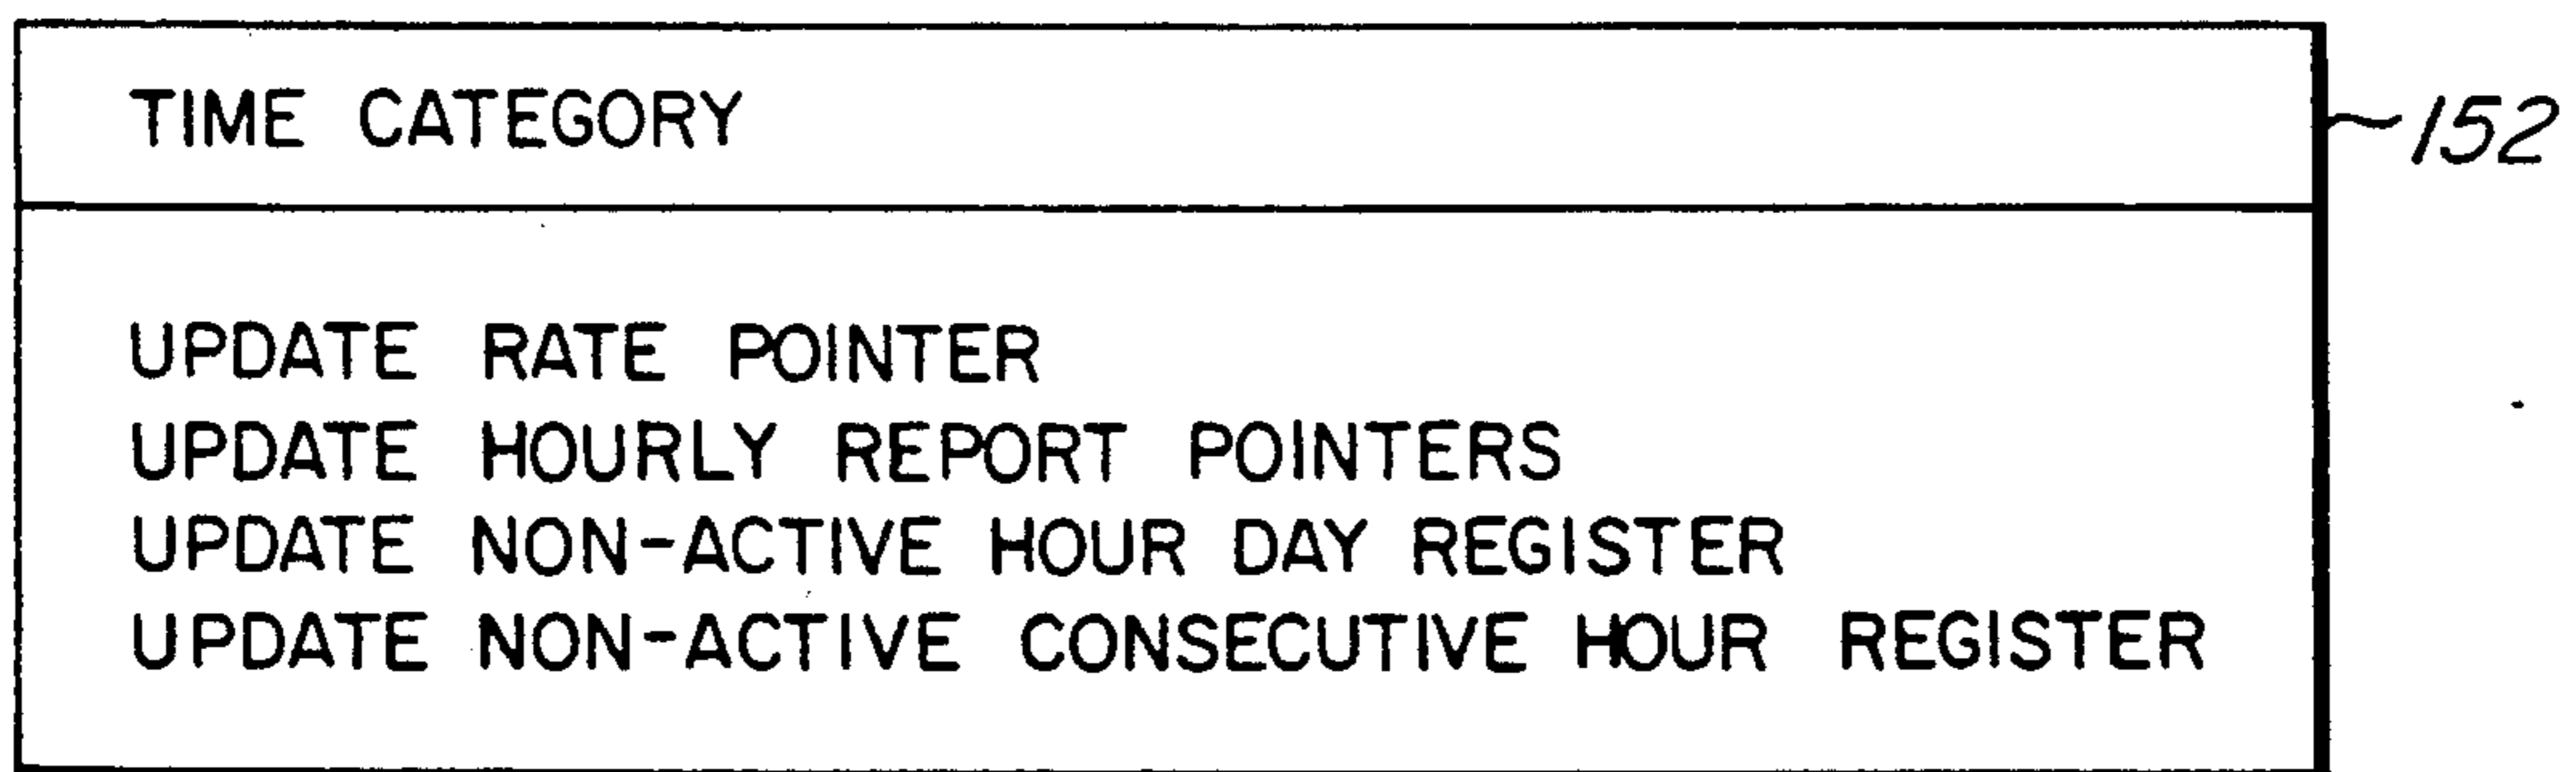 TIME CATEGORY
152
UPDATE RATE POINTER
UPDATE HOURLY REPORT POINTERS
UPDATE NON-ACTIVE HOUR DAY REGISTER
UPDATE NON-ACTIVE CONSECUTIVE HOUR REGISTER